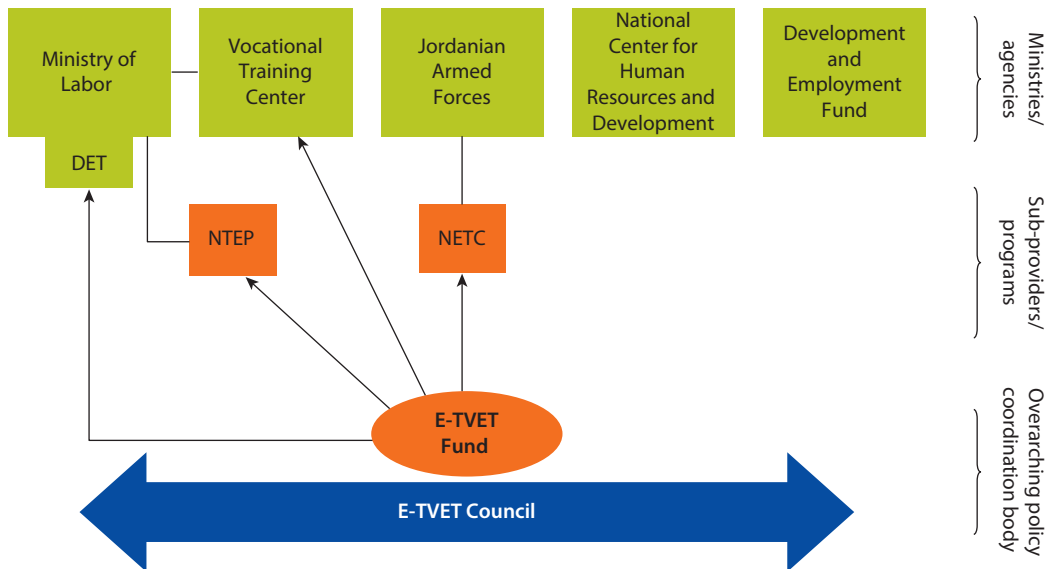 Ministry of
Labor
Vocational
Training
Center
Jordanian
Armed
Forces
National
Center for
Human
Resources and
Development
Development
and
Employment
Fund
Ministries/
agencies
DET
NTEP
NETC
Sub-providers/
programs
E-TVET
Fund
E-TVET Council
Overarching policy
coordination body